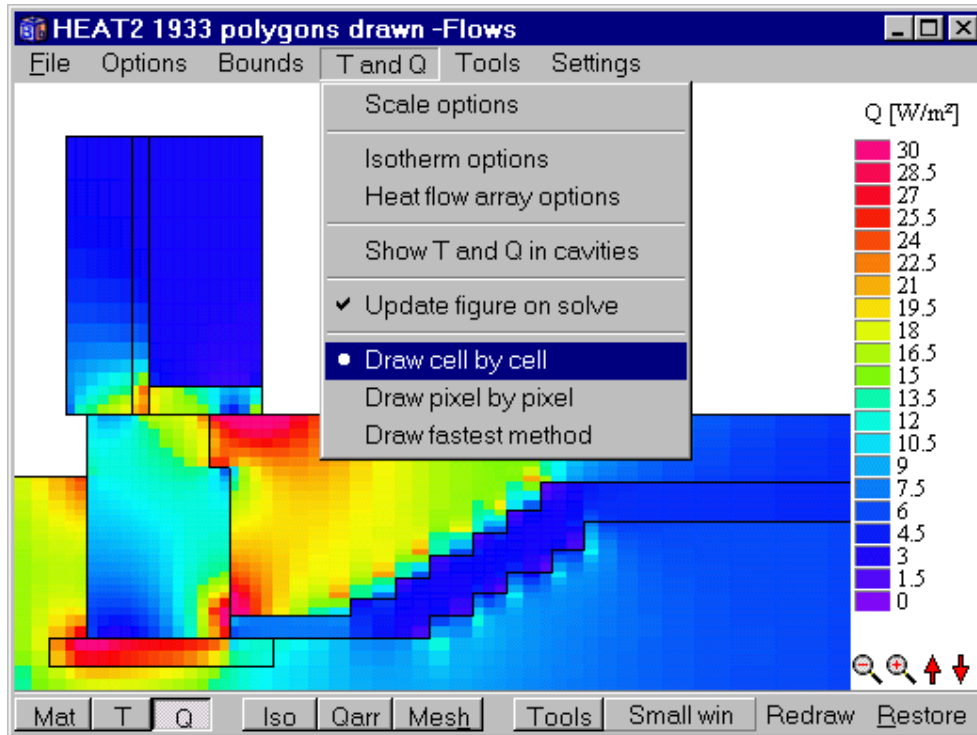 HEAT2 1933 polygons drawn -Flows
File Options Bounds T and Q Tools Settings
Scale options
Isotherm options
Heat flow array options
Show T and Q in cavities
Update figure on solve
Draw cell by cell
Draw pixel by pixel
Draw fastest method
Q [W/m²]
30
28.5
27
25.5
24
22.5
21
19.5
18
16.5
15
13.5
12
10.5
9
7.5
6
4.5
3
1.5
0
Mat T Q Iso Qarr Mesh Tools Small win Redraw Restore